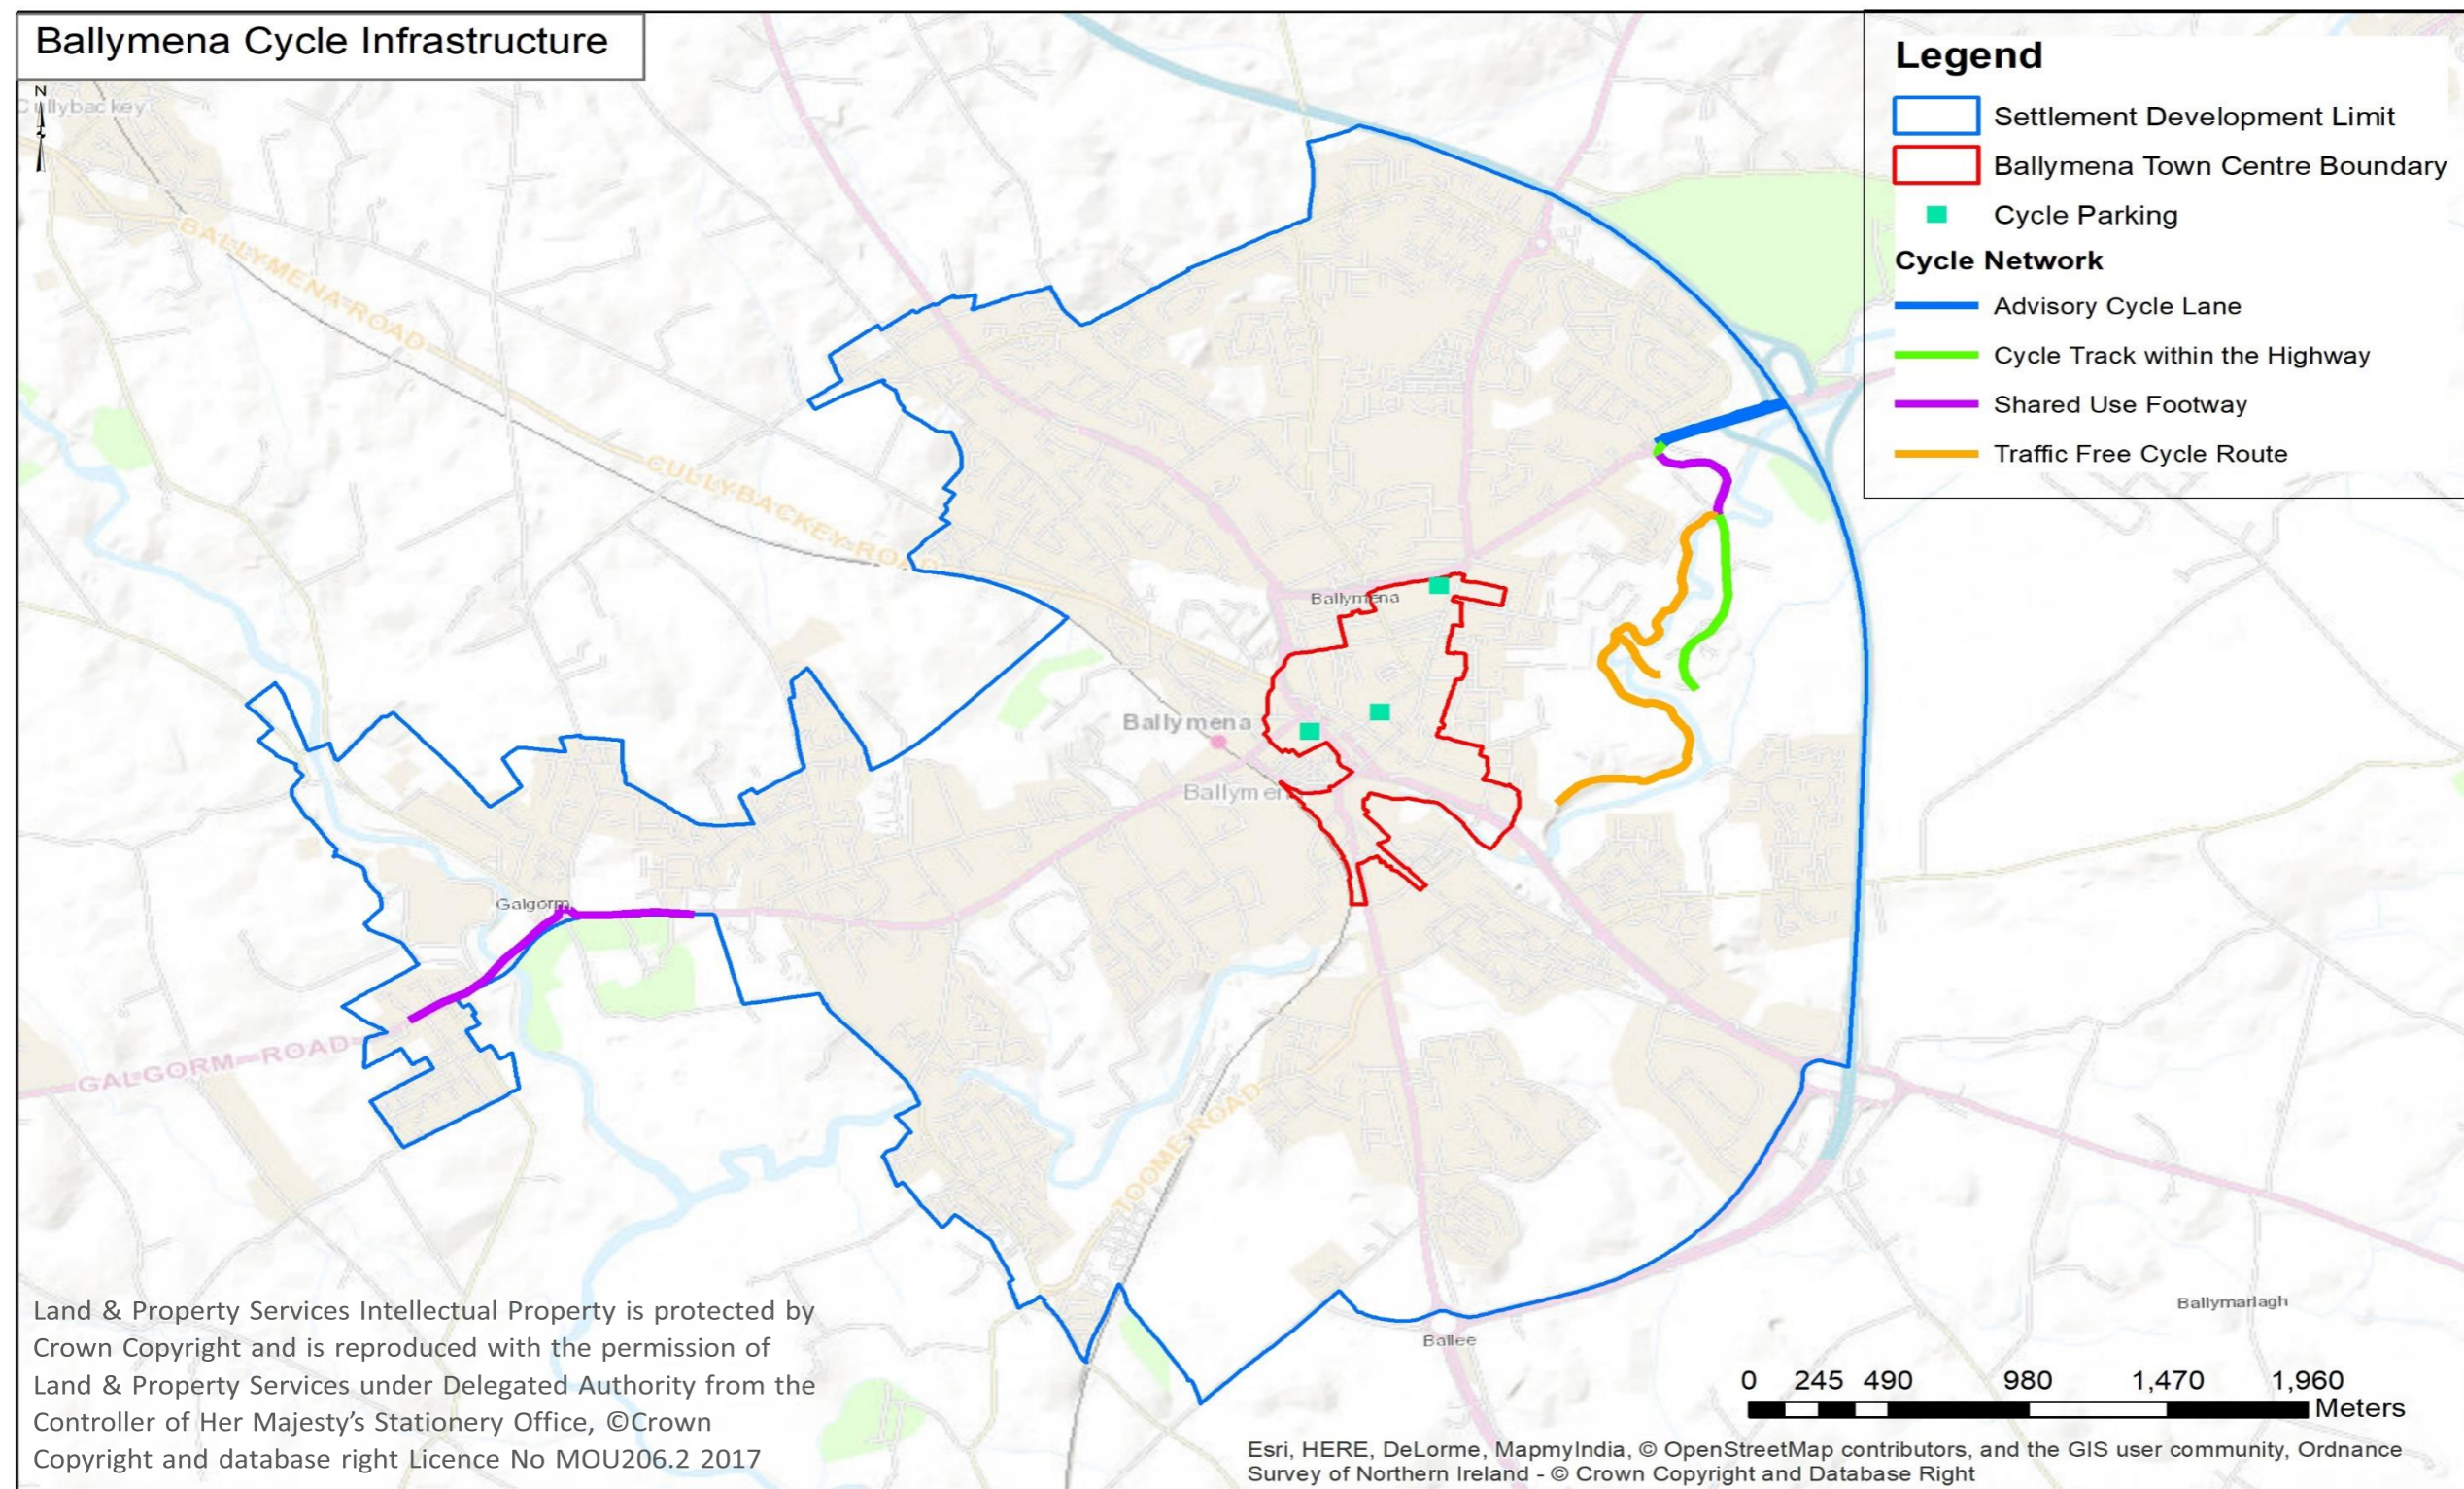 Ballymena Cycle Infrastructure
N
Cullybackey
BALLYMENA ROAD
CULLYBACKEY ROAD
Ballymena
Ballymena
Ballymen
Galgorm
GALGORM ROAD
TOOME ROAD
Ballee
Ballymarlagh
Legend
Settlement Development Limit
Ballymena Town Centre Boundary
Cycle Parking
Cycle Network
Advisory Cycle Lane
Cycle Track within the Highway
Shared Use Footway
Traffic Free Cycle Route
0 245 490 980 1,470 1,960
Meters
Land & Property Services Intellectual Property is protected by
Crown Copyright and is reproduced with the permission of
Land & Property Services under Delegated Authority from the
Controller of Her Majesty’s Stationery Office, ©Crown
Copyright and database right Licence No MOU206.2 2017
Esri, HERE, DeLorme, MapmyIndia, © OpenStreetMap contributors, and the GIS user community, Ordnance
Survey of Northern Ireland - © Crown Copyright and Database Right